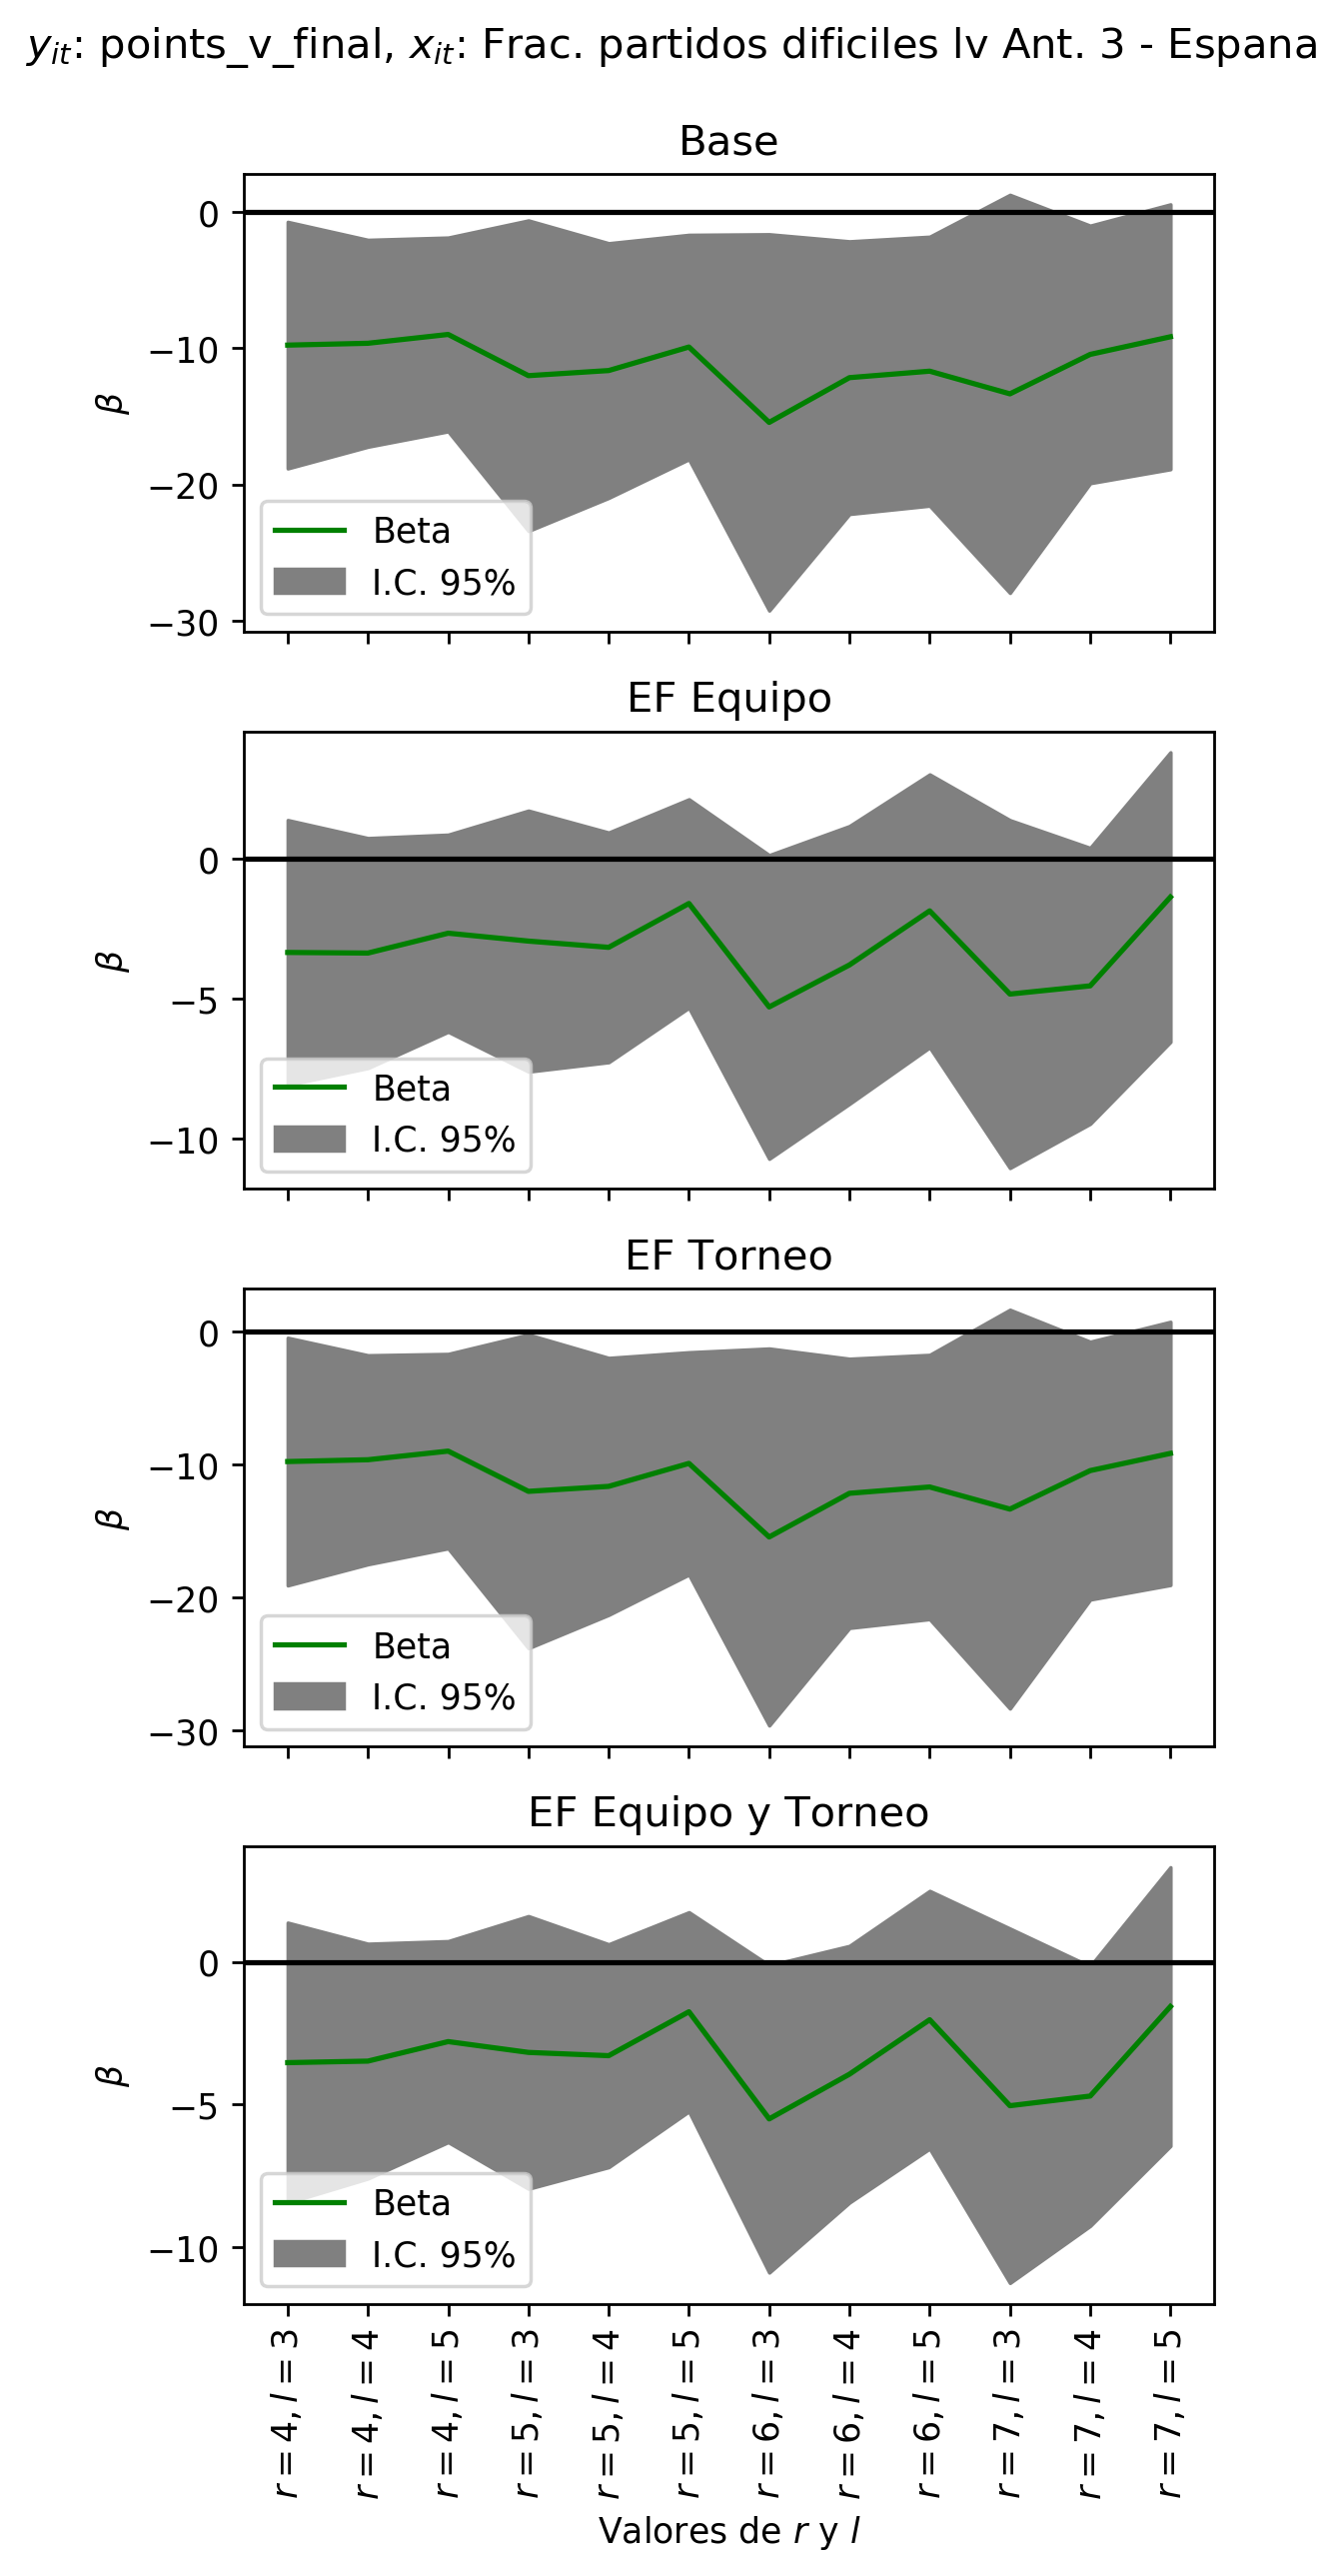 y_it: points_v_final, x_it: Frac. partidos dificiles lv Ant. 3 - Espana
Base
0
−10
−20
−30
β
Beta
I.C. 95%
EF Equipo
0
−5
−10
β
Beta
I.C. 95%
EF Torneo
0
−10
−20
−30
β
Beta
I.C. 95%
EF Equipo y Torneo
0
−5
−10
β
Beta
I.C. 95%
r = 4, l = 3
r = 4, l = 4
r = 4, l = 5
r = 5, l = 3
r = 5, l = 4
r = 5, l = 5
r = 6, l = 3
r = 6, l = 4
r = 6, l = 5
r = 7, l = 3
r = 7, l = 4
r = 7, l = 5
Valores de r y l